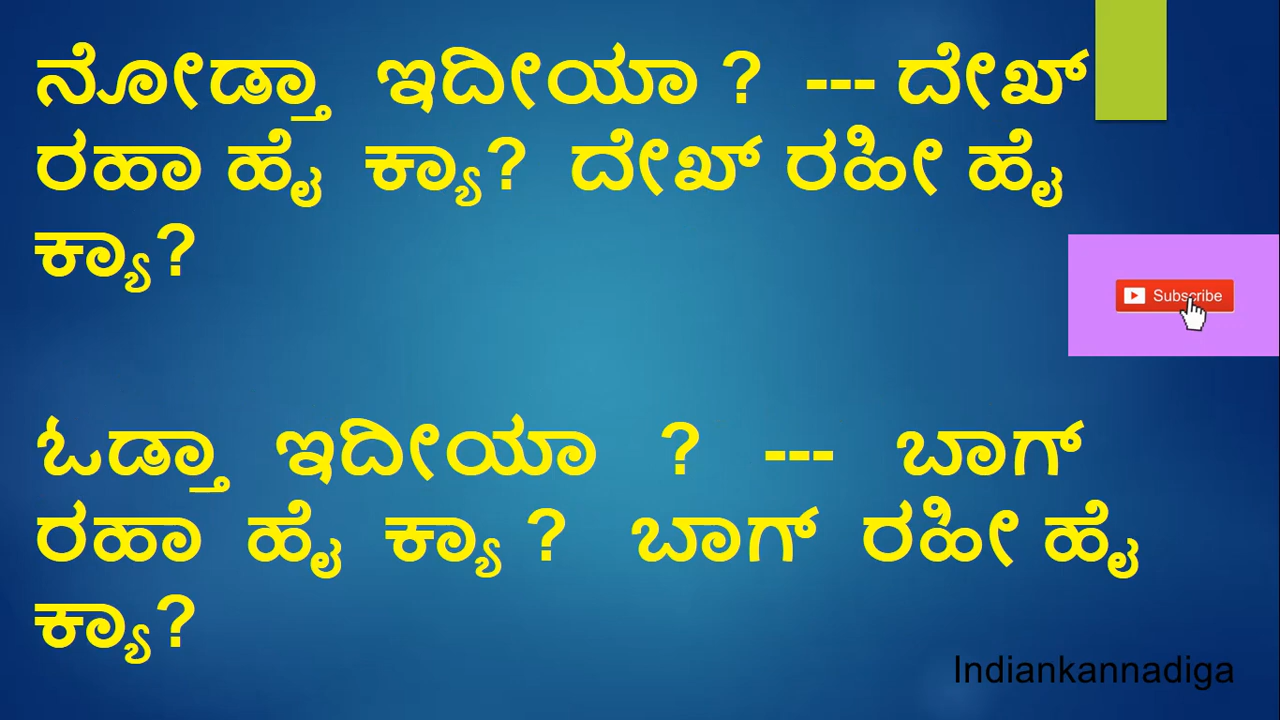 ನೋಡ್ತಾ ಇದೀಯಾ ? --- ದೇಖ್
ರಹಾ ಹೈ ಕ್ಯಾ? ದೇಖ್ ರಹೀ ಹೈ
ಕ್ಯಾ?
Subscribe
ಓಡ್ತಾ ಇದೀಯಾ ? --- ಬಾಗ್
ರಹಾ ಹೈ ಕ್ಯಾ ? ಬಾಗ್ ರಹೀ ಹೈ
ಕ್ಯಾ?
Indiankannadiga